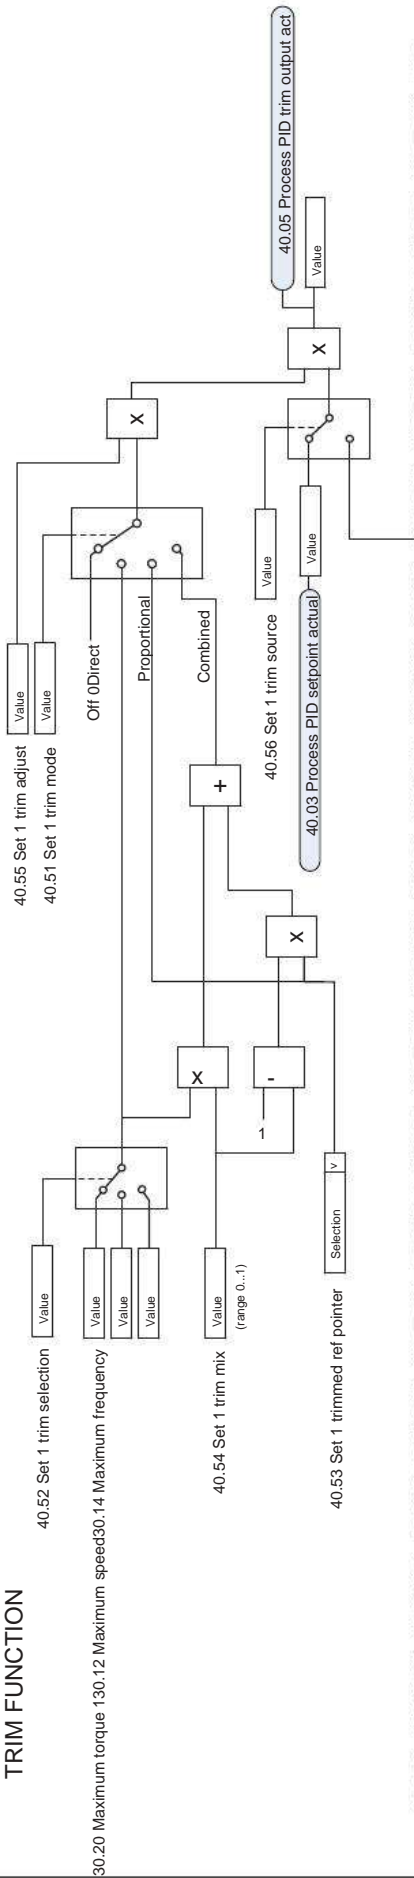 TRIM FUNCTION
40.52 Set 1 trim selection
Value
30.20 Maximum torque 130.12 Maximum speed30.14 Maximum frequency
Value
Value
Value
40.54 Set 1 trim mix
Value
(range 0...1)
40.53 Set 1 trimmed ref pointer
Selection
v
1
x
-
x
+
40.55 Set 1 trim adjust
Value
40.51 Set 1 trim mode
Value
Off 0Direct
Proportional
Combined
x
40.56 Set 1 trim source
Value
40.03 Process PID setpoint actual
Value
x
40.05 Process PID trim output act
Value